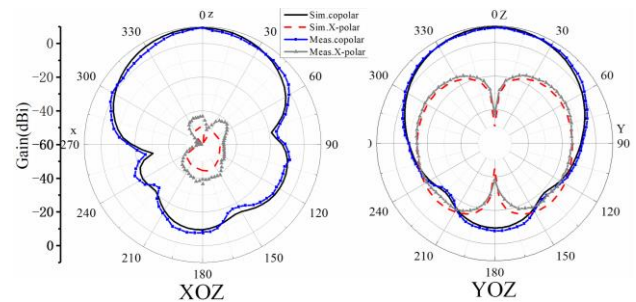 0 z
330
30
300
60
x
270
90
240
120
210
150
180
XOZ
0
−20
−40
−60
−40
−20
0
Gain(dBi)
Sim.copolar
Sim.X-polar
Meas.copolar
Meas.X-polar
0 Z
330
30
300
60
Y
90
240
120
210
150
180
YOZ